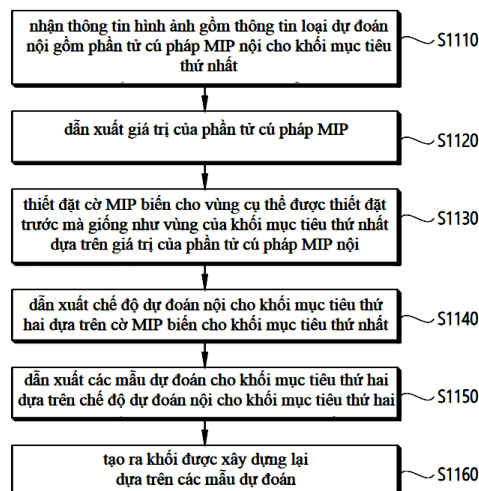 nhận thông tin hình ảnh gồm thông tin loại dự đoán
nội gồm phần tử cú pháp MIP nội cho khối mục tiêu
thứ nhất
S1110
dẫn xuất giá trị của phần tử cú pháp MIP
S1120
thiết đặt cờ MIP biến cho vùng cụ thể được thiết đặt
trước mà giống như vùng của khối mục tiêu thứ nhất
dựa trên giá trị của phần tử cú pháp MIP nội
S1130
dẫn xuất chế độ dự đoán nội cho khối mục tiêu thứ
hai dựa trên cờ MIP biến cho khối mục tiêu thứ nhất
S1140
dẫn xuất các mẫu dự đoán cho khối mục tiêu thứ hai
dựa trên chế độ dự đoán nội cho khối mục tiêu thứ hai
S1150
tạo ra khối được xây dựng lại
dựa trên các mẫu dự đoán
S1160